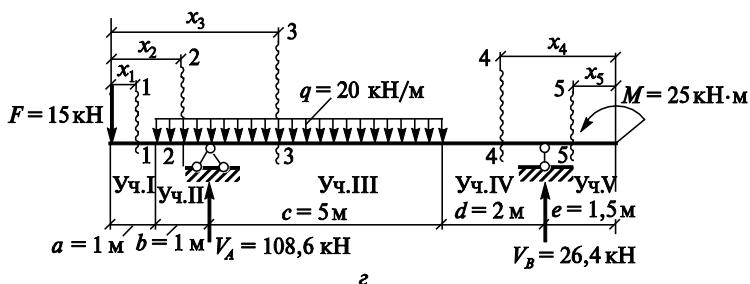 x₃
3
x₂
2
x₁
1
x₄
4
x₅
5
F = 15 кН
q = 20 кН/м
M = 25 кН·м
1
2
3
4
5
Уч.I
Уч.II
Уч.III
Уч.IV
Уч.V
a = 1 м
b = 1 м
c = 5 м
d = 2 м
e = 1,5 м
V_A = 108,6 кН
V_B = 26,4 кН
г